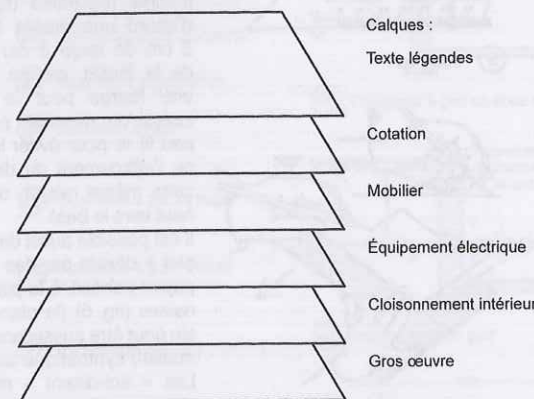 Calques :
Texte légendes
Cotation
Mobilier
Équipement électrique
Cloisonnement intérieur
Gros œuvre